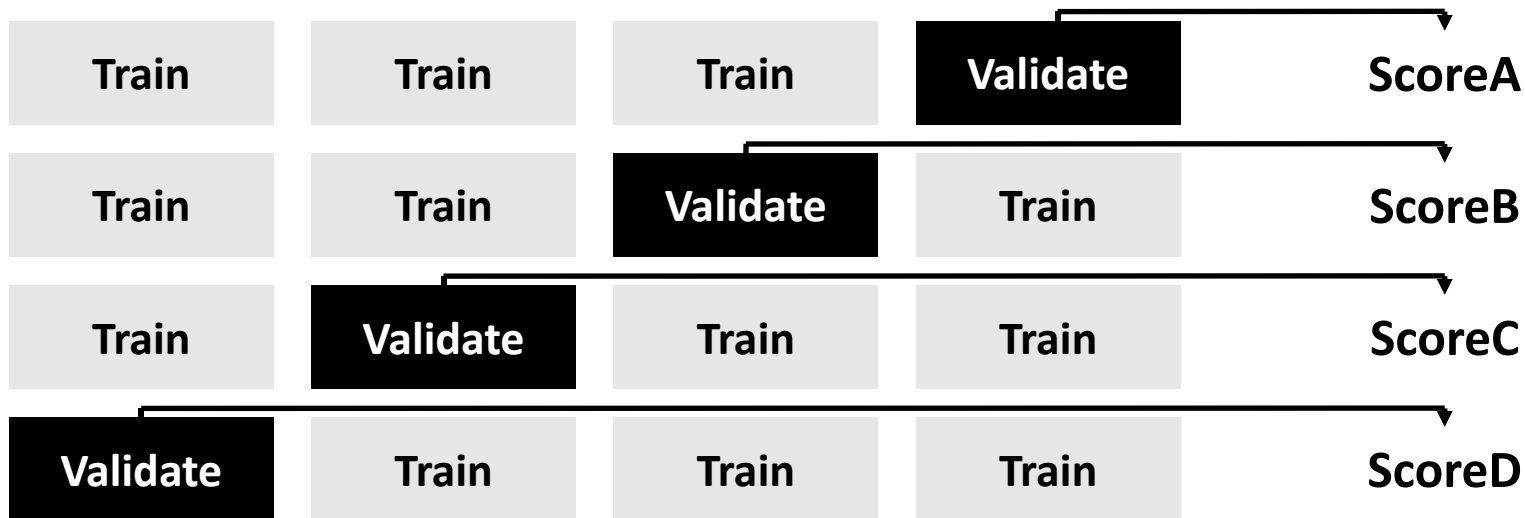 Train Train Train Validate ScoreA
Train Train Validate Train ScoreB
Train Validate Train Train ScoreC
Validate Train Train Train ScoreD